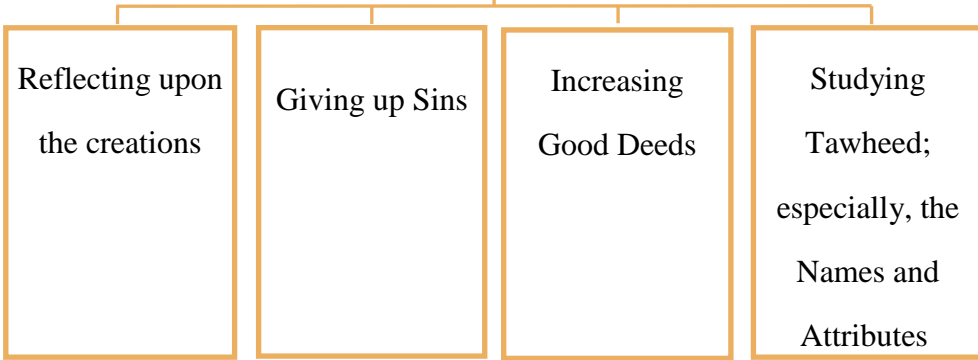 Reflecting upon
the creations
Giving up Sins
Increasing
Good Deeds
Studying
Tawheed;
especially, the
Names and
Attributes